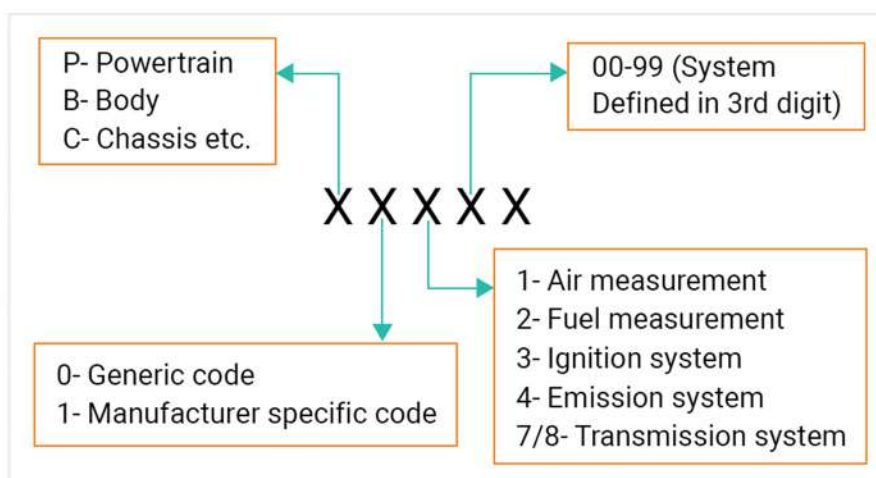 P- Powertrain
B- Body
C- Chassis etc.
00-99 (System
Defined in 3rd digit)
X X X X X
0- Generic code
1- Manufacturer specific code
1- Air measurement
2- Fuel measurement
3- Ignition system
4- Emission system
7/8- Transmission system